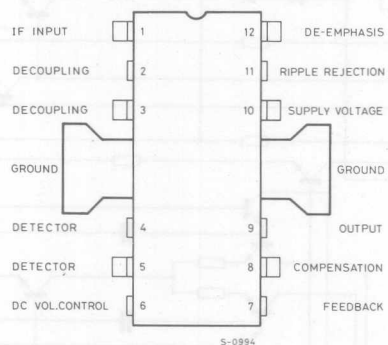 IF INPUT 1 12 DE-EMPHASIS
DECOUPLING 2 11 RIPPLE REJECTION
DECOUPLING 3 10 SUPPLY VOLTAGE
GROUND GROUND
DETECTOR 4 9 OUTPUT
DETECTOR 5 8 COMPENSATION
DC VOL.CONTROL 6 7 FEEDBACK
S-0994